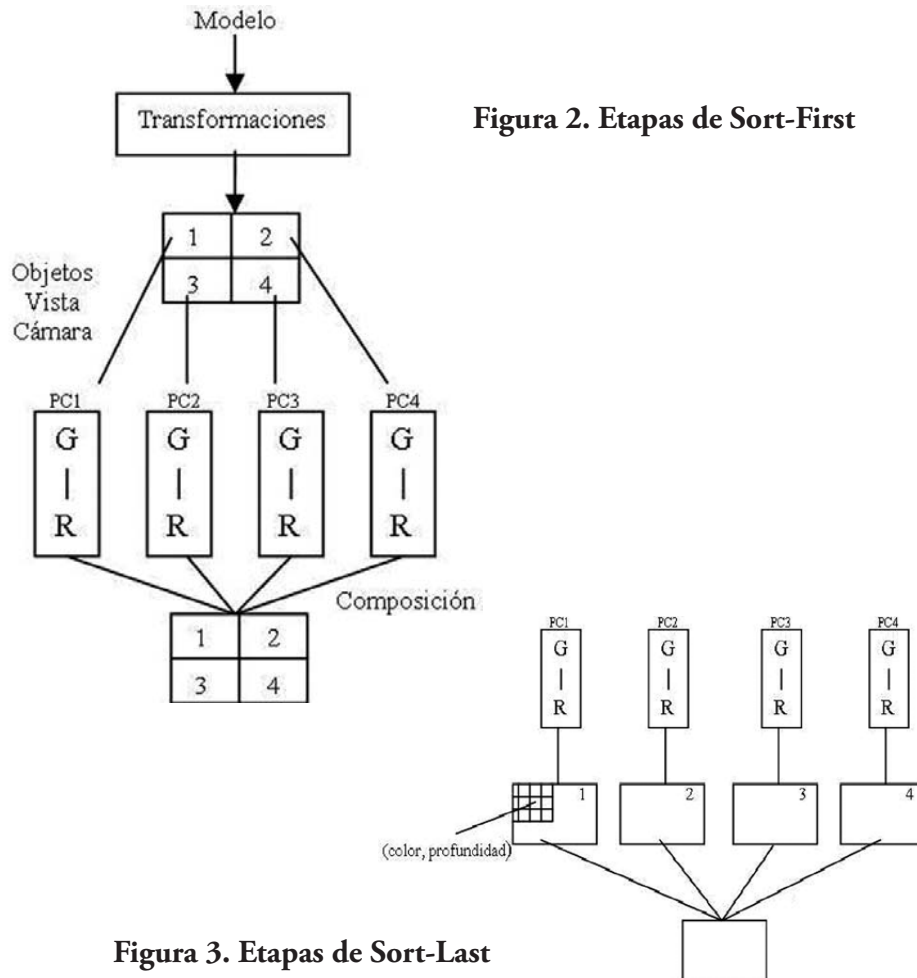 Modelo
Transformaciones
Figura 2. Etapas de Sort-First
1 2
3 4
Objetos
Vista
Cámara
PC1 PC2 PC3 PC4
G G G G
R R R R
Composición
1 2
3 4
PC1 PC2 PC3 PC4
G G G G
R R R R
1 2 3 4
(color, profundidad)
Figura 3. Etapas de Sort-Last